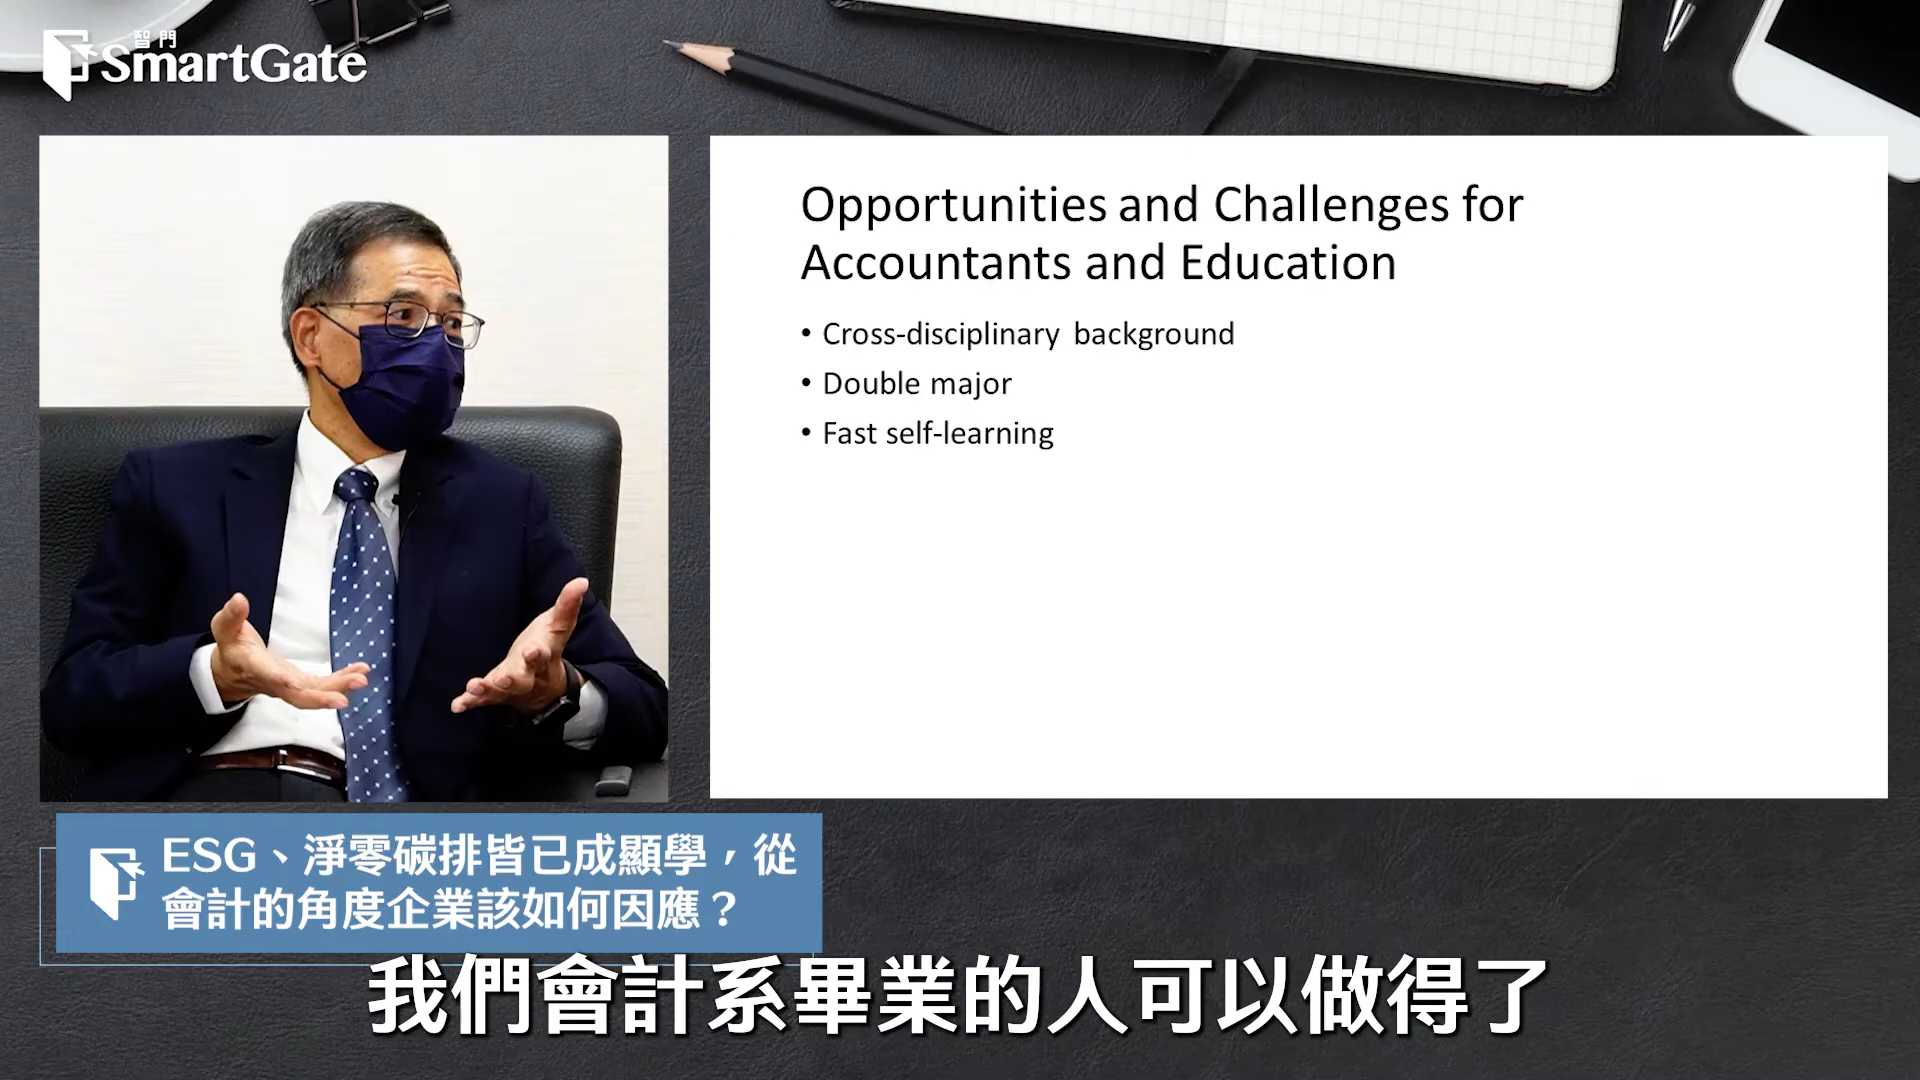 智門
SmartGate
Opportunities and Challenges for
Accountants and Education
• Cross-disciplinary background
• Double major
• Fast self-learning
ESG、淨零碳排皆已成顯學，從
會計的角度企業該如何因應？
我們會計系畢業的人可以做得了